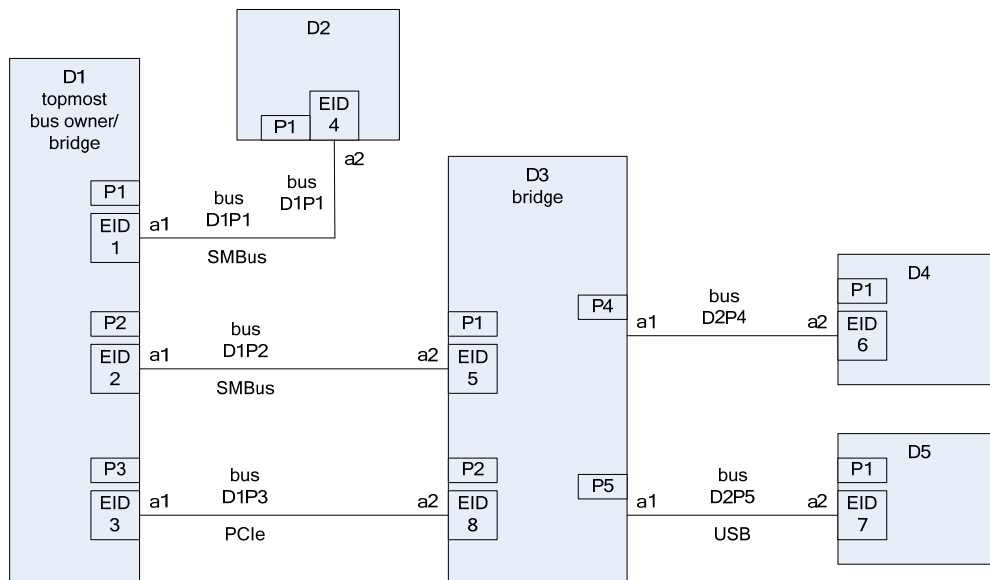 D1
topmost
bus owner/
bridge
P1
EID
1
P2
EID
2
P3
EID
3
D2
P1
EID
4
a2
bus
D1P1
a1
bus
D1P1
SMBus
a1
bus
D1P2
a2
SMBus
a1
bus
D1P3
a2
PCIe
D3
bridge
P1
EID
5
P2
EID
8
P4
P5
a1
bus
D2P4
a2
a1
bus
D2P5
a2
USB
D4
P1
EID
6
D5
P1
EID
7